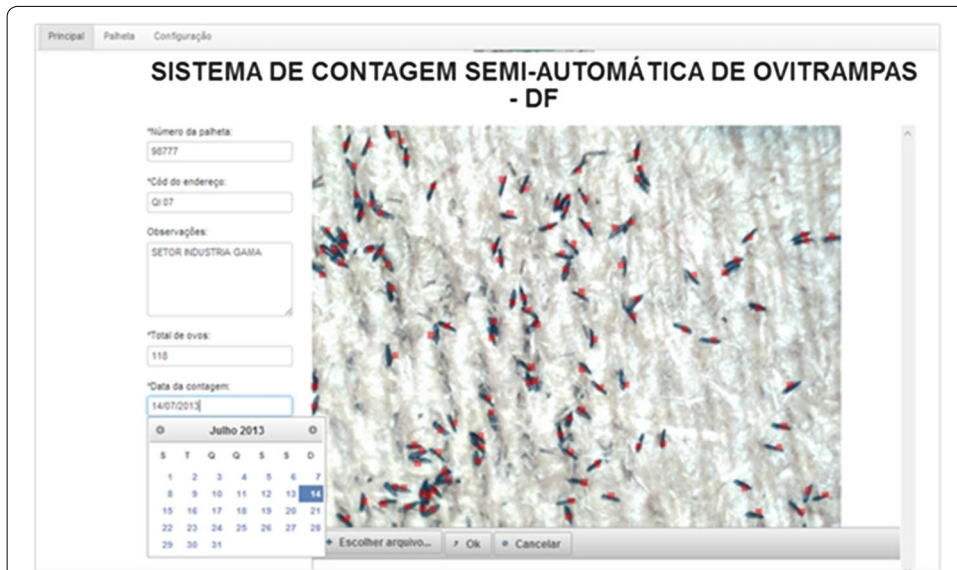 Principal Palheta Configuração
SISTEMA DE CONTAGEM SEMI-AUTOMÁTICA DE OVITRAMPAS
- DF
*Número da palheta:
98777
*Cód do endereço:
QI 07
Observações:
SETOR INDUSTRIA GAMA
*Total de ovos:
118
*Data da contagem:
14/07/2013
Julho 2013
S T Q Q S S D
1 2 3 4 5 6 7
8 9 10 11 12 13 14
15 16 17 18 19 20 21
22 23 24 25 26 27 28
29 30 31
Escolher arquivo... Ok Cancelar